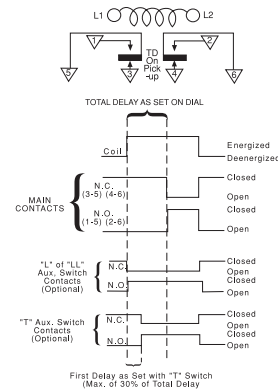 L1 L2
1 2
TD
On
Pick
-up
3 4
5 6
TOTAL DELAY AS SET ON DIAL
Coil
Energized
Deenergized
MAIN
CONTACTS
N.C.
(3-5) (4-6)
Closed
Open
N.O.
(1-5) (2-6)
Closed
Open
"L" of "LL"
Aux. Switch
Contacts
(Optional)
N.C.
Closed
Open
N.O.
Closed
Open
"T" Aux. Switch
Contacts
(Optional)
N.C.
Closed
Open
N.O.
Closed
Open
First Delay as Set with "T" Switch
(Max. of 30% of Total Delay